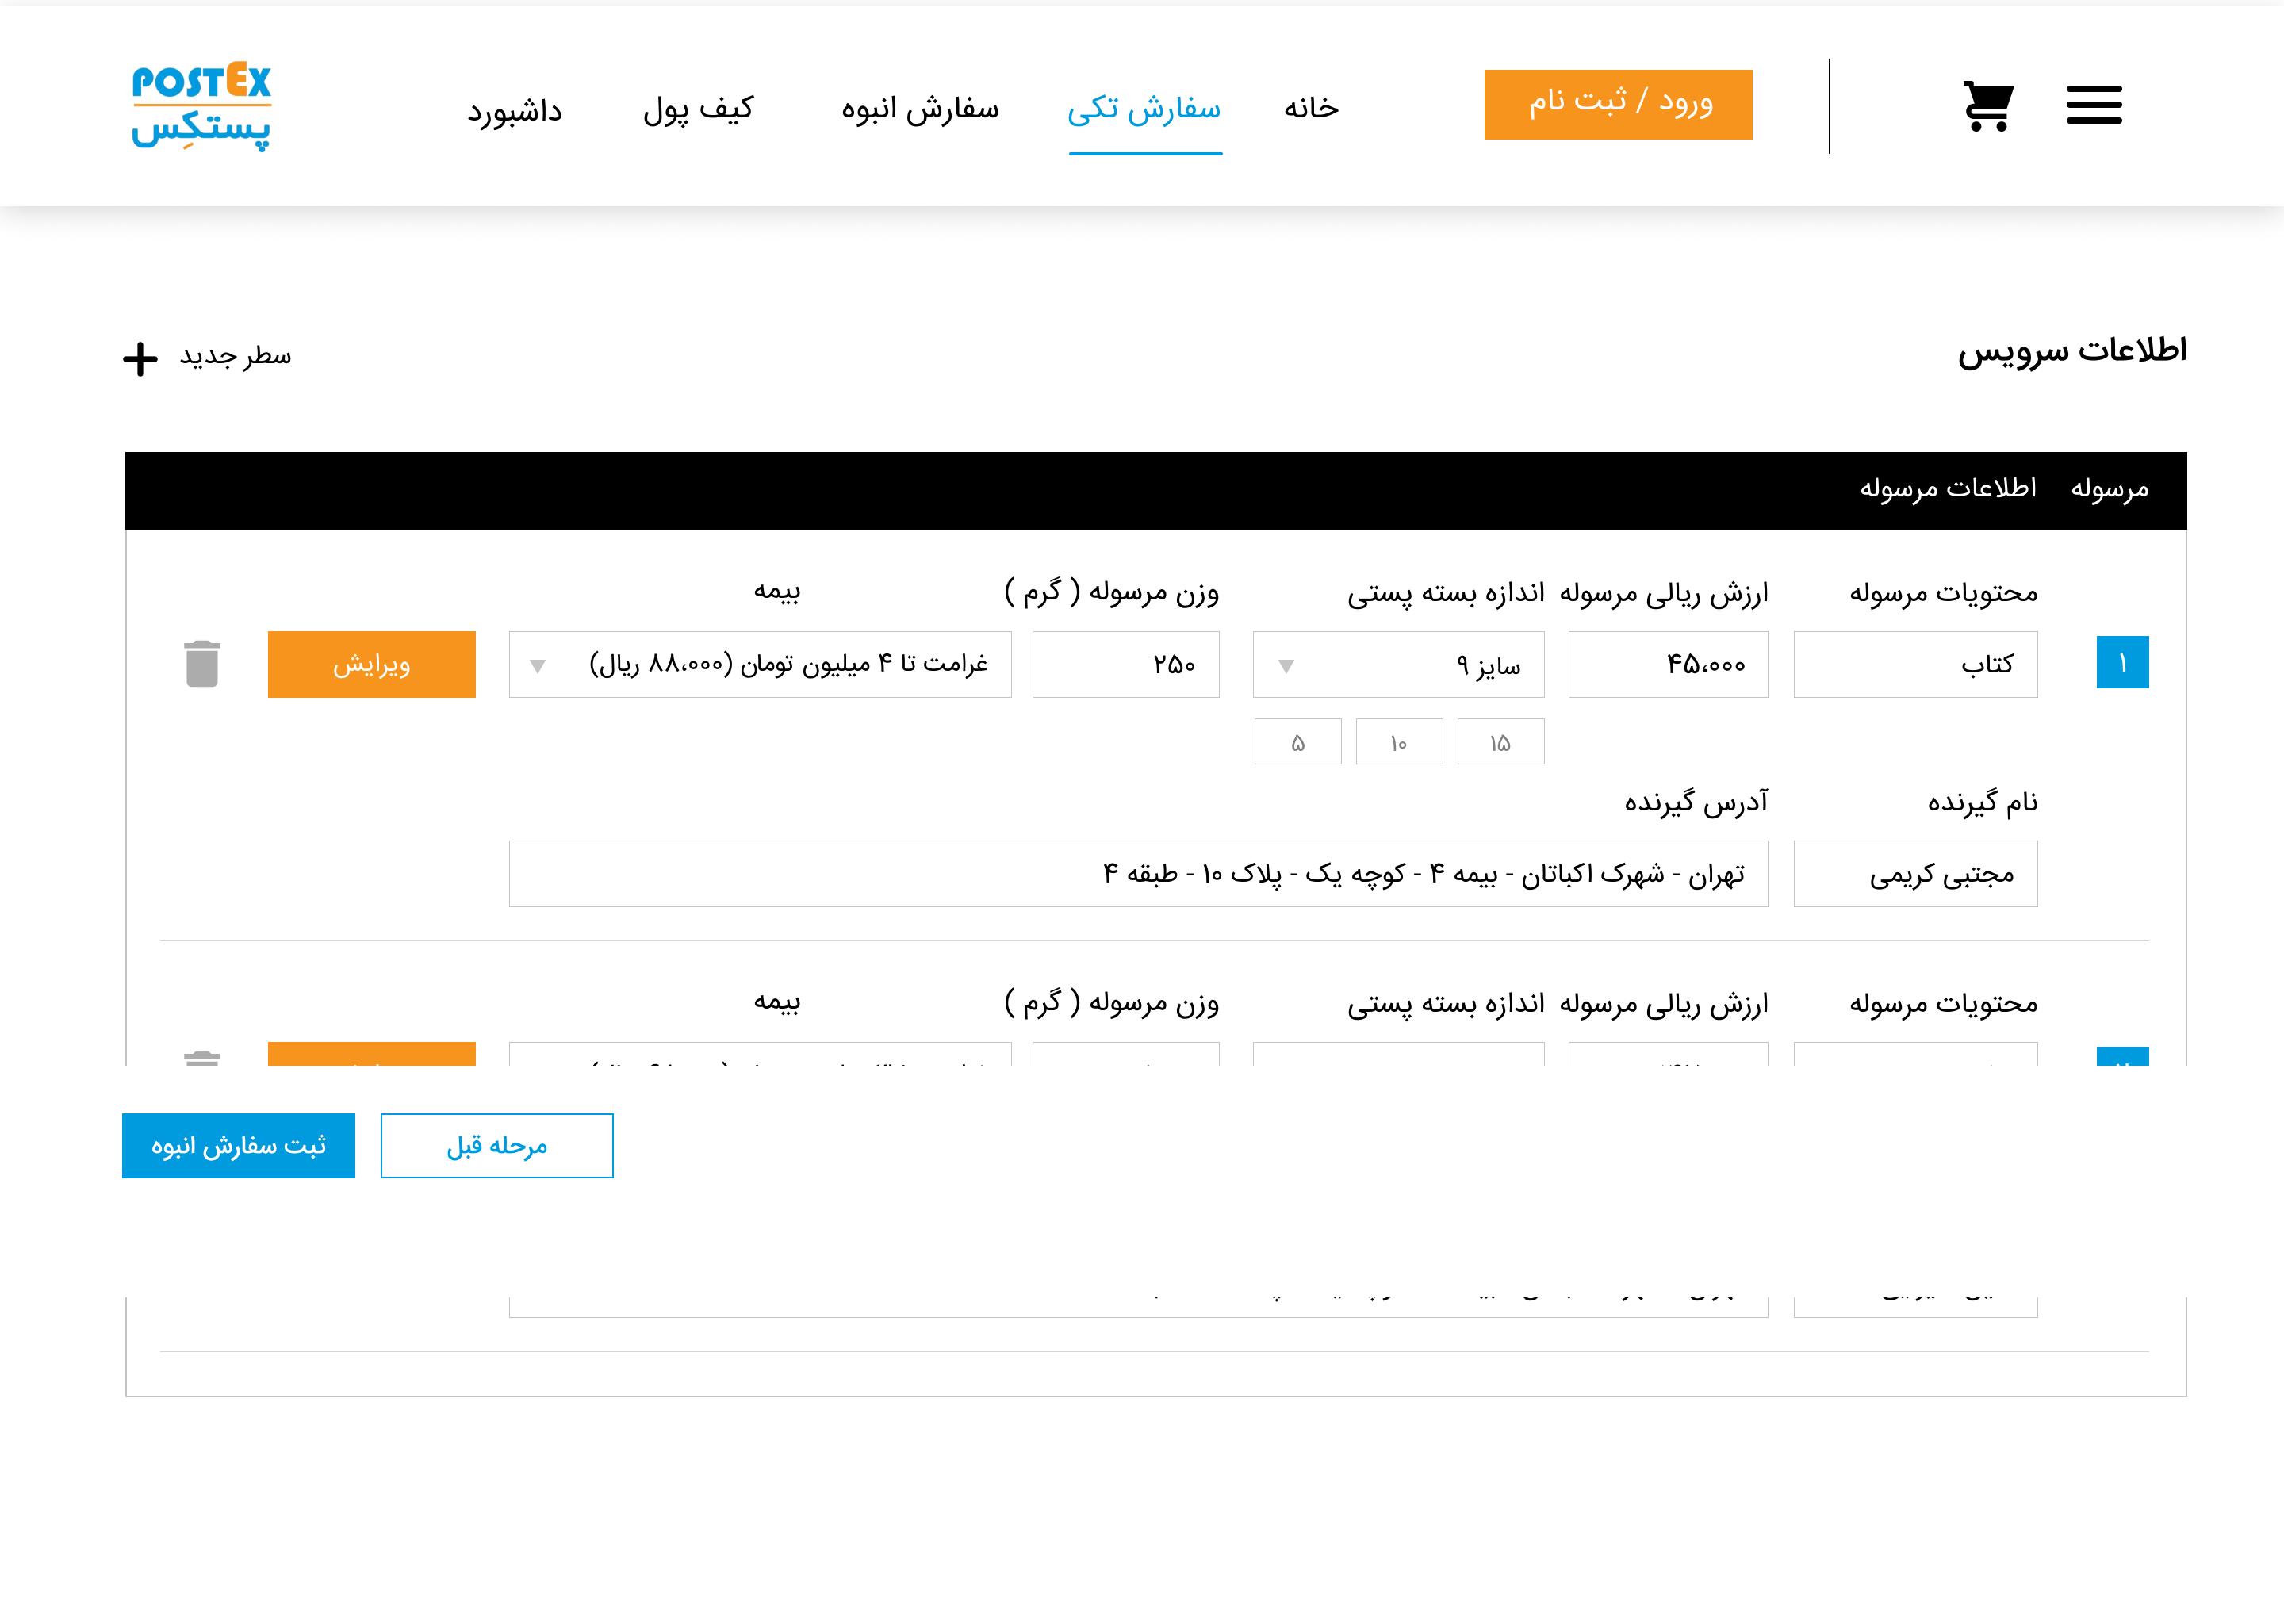 ورود / ثبت نام
خانه
سفارش تکی
سفارش انبوه
کیف پول
داشبورد
POSTEX
پستکِس
اطلاعات سرویس
سطر جدید
مرسوله
اطلاعات مرسوله
محتویات مرسوله
ارزش ریالی مرسوله
اندازه بسته پستی
وزن مرسوله ( گرم )
بیمه
۱
کتاب
۴۵،۰۰۰
سایز ۹
۲۵۰
غرامت تا ۴ میلیون تومان (۸۸،۰۰۰ ریال)
ویرایش
۱۵
۱۰
۵
نام گیرنده
آدرس گیرنده
مجتبی کریمی
تهران - شهرک اکباتان - بیمه ۴ - کوچه یک - پلاک ۱۰ - طبقه ۴
محتویات مرسوله
ارزش ریالی مرسوله
اندازه بسته پستی
وزن مرسوله ( گرم )
بیمه
مرحله قبل
ثبت سفارش انبوه